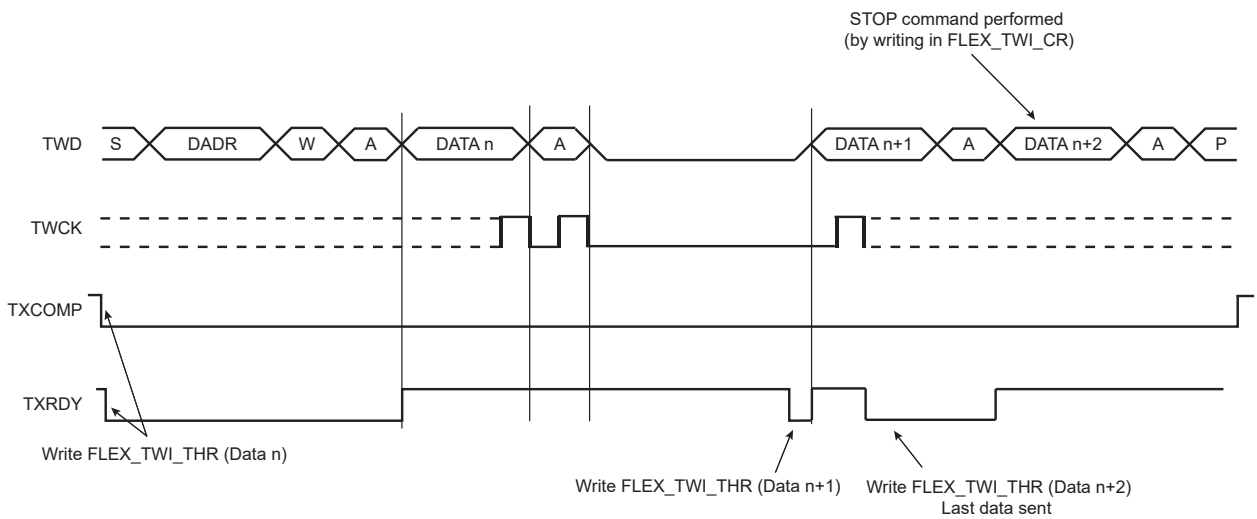 STOP command performed
(by writing in FLEX_TWI_CR)
TWD S DADR W A DATA n A DATA n+1 A DATA n+2 A P
TWCK
TXCOMP
TXRDY
Write FLEX_TWI_THR (Data n)
Write FLEX_TWI_THR (Data n+1) Write FLEX_TWI_THR (Data n+2)
Last data sent